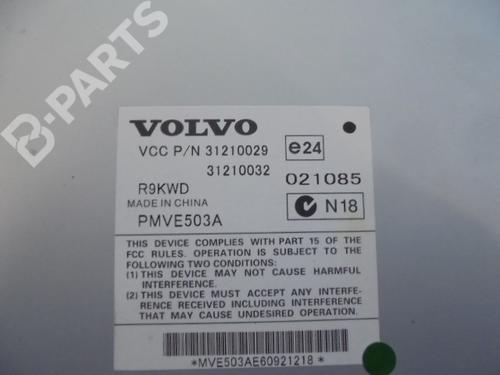 B-PARTS
VOLVO
VCC P/N 31210029 e24
31210032 021085
R9KWD
MADE IN CHINA N18
PMVE503A
THIS DEVICE COMPLIES WITH PART 15 OF THE
FCC RULES. OPERATION IS SUBJECT TO THE
FOLLOWING TWO CONDITIONS:
(1) THIS DEVICE MAY NOT CAUSE HARMFUL
INTERFERENCE.
(2) THIS DEVICE MUST ACCEPT ANY INTERFE-
RENCE RECEIVED INCLUDING INTERFERENCE
THAT MAY CAUSE UNDESIRED OPERATION.
*MVE503AE60921218*